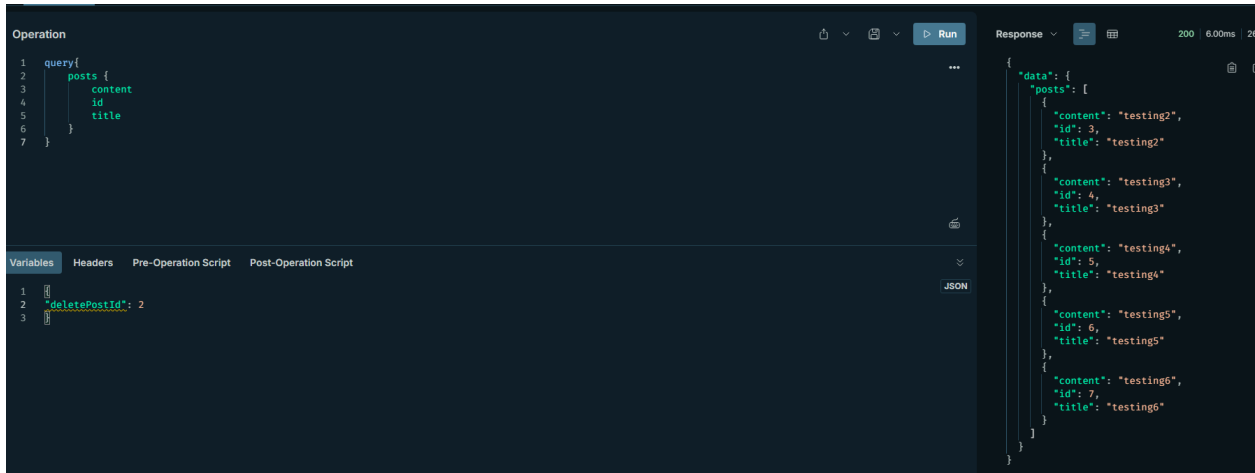 Operation
Run
1 query{
2 posts {
3 content
4 id
5 title
6 }
7 }
Variables Headers Pre-Operation Script Post-Operation Script
JSON
1 {
2 "deletePostId": 2
3 }
Response
200 6.00ms 26
{
"data": {
"posts": [
{
"content": "testing2",
"id": 3,
"title": "testing2"
},
{
"content": "testing3",
"id": 4,
"title": "testing3"
},
{
"content": "testing4",
"id": 5,
"title": "testing4"
},
{
"content": "testing5",
"id": 6,
"title": "testing5"
},
{
"content": "testing6",
"id": 7,
"title": "testing6"
}
]
}
}